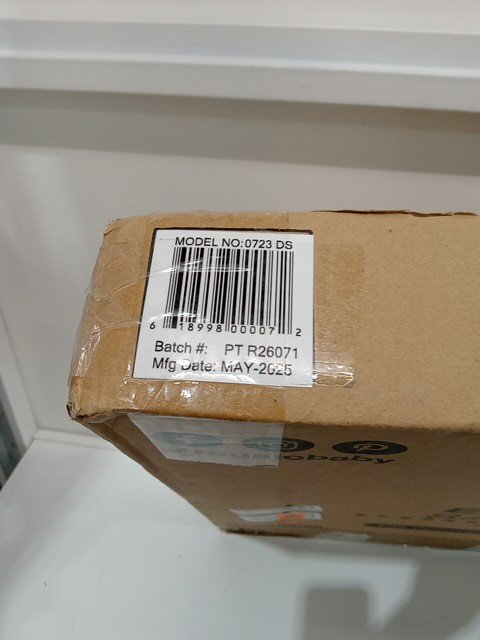 MODEL NO:0723 DS
6 18998 00007 2
Batch #: PT R26071
Mfg Date: MAY-2025